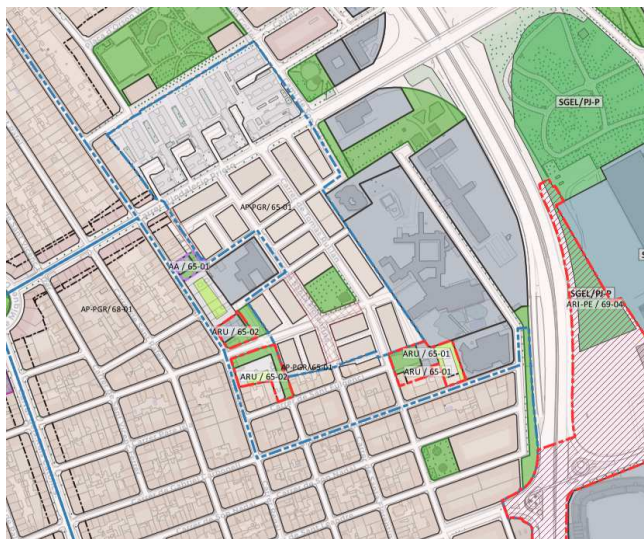 SGEL/PJ-P
AP-PGR/ 65-01
AA / 65-01
SGEL/PJ-P
ARI-PE / 69-04
AP-PGR/ 68-01
ARU / 65-02
ARU / 65-01
AP-PGR/65-01
ARU / 65-01
ARU / 65-02